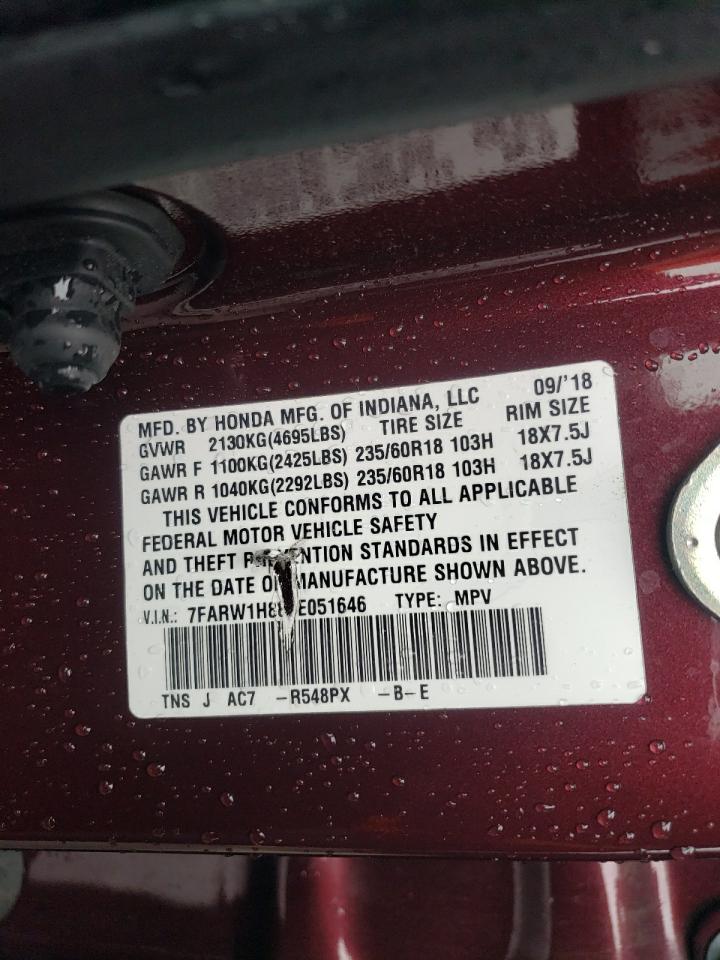 MFD. BY HONDA MFG. OF INDIANA, LLC 09/'18
GVWR 2130KG(4695LBS) TIRE SIZE RIM SIZE
GAWR F 1100KG(2425LBS) 235/60R18 103H 18X7.5J
GAWR R 1040KG(2292LBS) 235/60R18 103H 18X7.5J
THIS VEHICLE CONFORMS TO ALL APPLICABLE
FEDERAL MOTOR VEHICLE SAFETY
AND THEFT STANDARDS IN EFFECT
ON THE DATE MANUFACTURE SHOWN ABOVE.
V.I.N.: TYPE: MPV
TNS J AC7 -R548PX -B-E